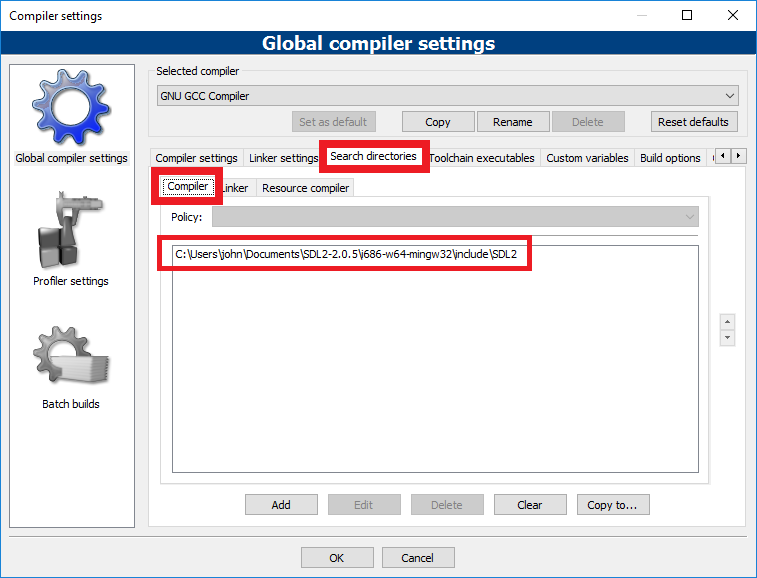 Compiler settings
Global compiler settings
Global compiler settings
Profiler settings
Batch builds
Selected compiler
GNU GCC Compiler
Set as default Copy Rename Delete Reset defaults
Compiler settings Linker settings Search directories Toolchain executables Custom variables Build options
Compiler Linker Resource compiler
Policy:
C:\Users\john\Documents\SDL2-2.0.5\i686-w64-mingw32\include\SDL2
Add Edit Delete Clear Copy to...
OK Cancel